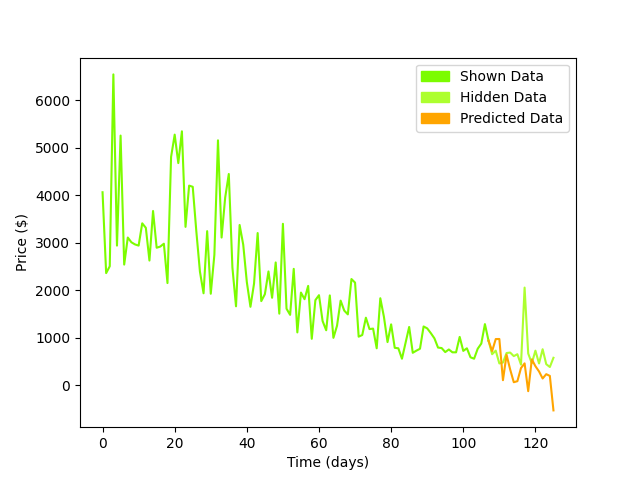 Shown Data
Hidden Data
Predicted Data
Price ($)
6000
5000
4000
3000
2000
1000
0
0 20 40 60 80 100 120
Time (days)